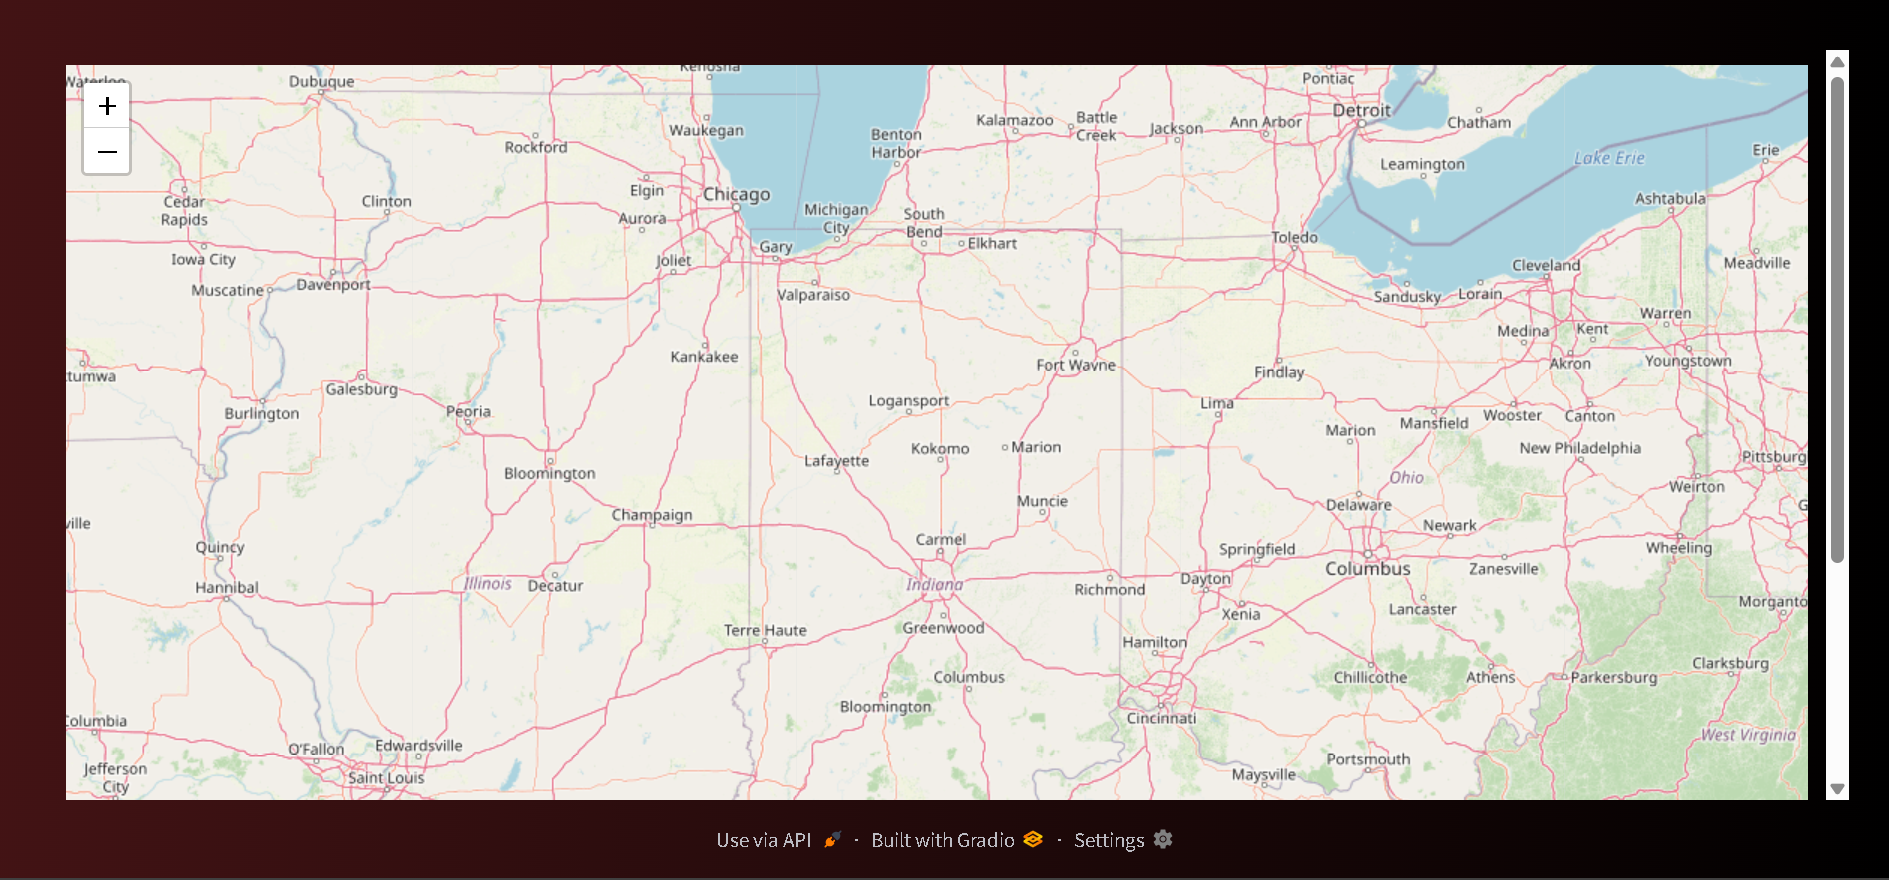 Waterloo
Dubuque
Kenosha
Pontiac
+
Detroit
Waukegan
Kalamazoo
Battle
Creek
Jackson
Ann Arbor
Chatham
Rockford
Benton
Harbor
−
Leamington
Lake Erie
Erie
Elgin
Chicago
Cedar
Rapids
Clinton
Aurora
Michigan
City
South
Bend
Ashtabula
Iowa City
Joliet
Gary
Elkhart
Toledo
Cleveland
Meadville
Muscatine
Davenport
Valparaiso
Sandusky
Lorain
Warren
Medina
Kent
Kankakee
Fort Wayne
Findlay
Akron
Youngstown
tumwa
Galesburg
Burlington
Peoria
Logansport
Lima
Mansfield
Wooster
Canton
Marion
Bloomington
Lafayette
Kokomo
Marion
New Philadelphia
Pittsburg
Ohio
Weirton
ville
Champaign
Muncie
Delaware
Newark
G
Quincy
Carmel
Springfield
Columbus
Zanesville
Wheeling
Hannibal
Illinois
Decatur
Indiana
Richmond
Dayton
Xenia
Lancaster
Morganto
Terre Haute
Greenwood
Hamilton
Columbus
Chillicothe
Athens
Parkersburg
Clarksburg
Bloomington
Cincinnati
olumbia
O'Fallon
Edwardsville
West Virginia
Jefferson
City
Saint Louis
Maysville
Portsmouth
Use via API · Built with Gradio · Settings